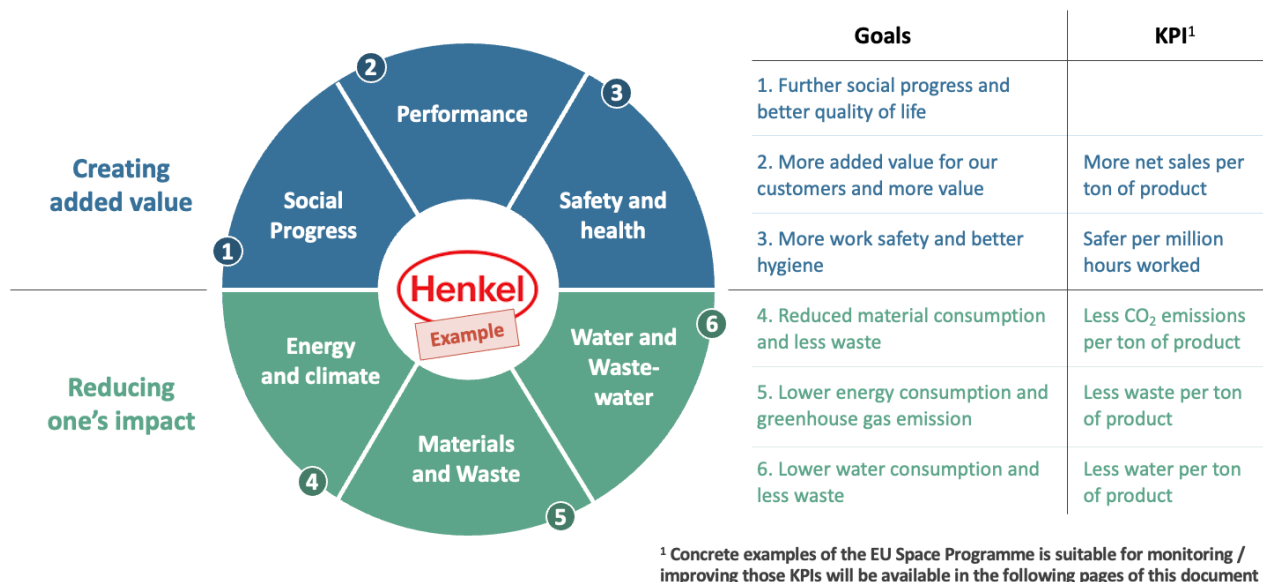 Creating
added value
Reducing
one's impact
1
Social
Progress
2
Performance
3
Safety and
health
Henkel
Example
4
Energy
and climate
5
Materials
and Waste
6
Water and
Waste-
water
Goals
KPI¹
1. Further social progress and
better quality of life
2. More added value for our
customers and more value
More net sales per
ton of product
3. More work safety and better
hygiene
Safer per million
hours worked
4. Reduced material consumption
and less waste
Less CO₂ emissions
per ton of product
5. Lower energy consumption and
greenhouse gas emission
Less waste per ton
of product
6. Lower water consumption and
less waste
Less water per ton
of product
¹ Concrete examples of the EU Space Programme is suitable for monitoring /
improving those KPIs will be available in the following pages of this document